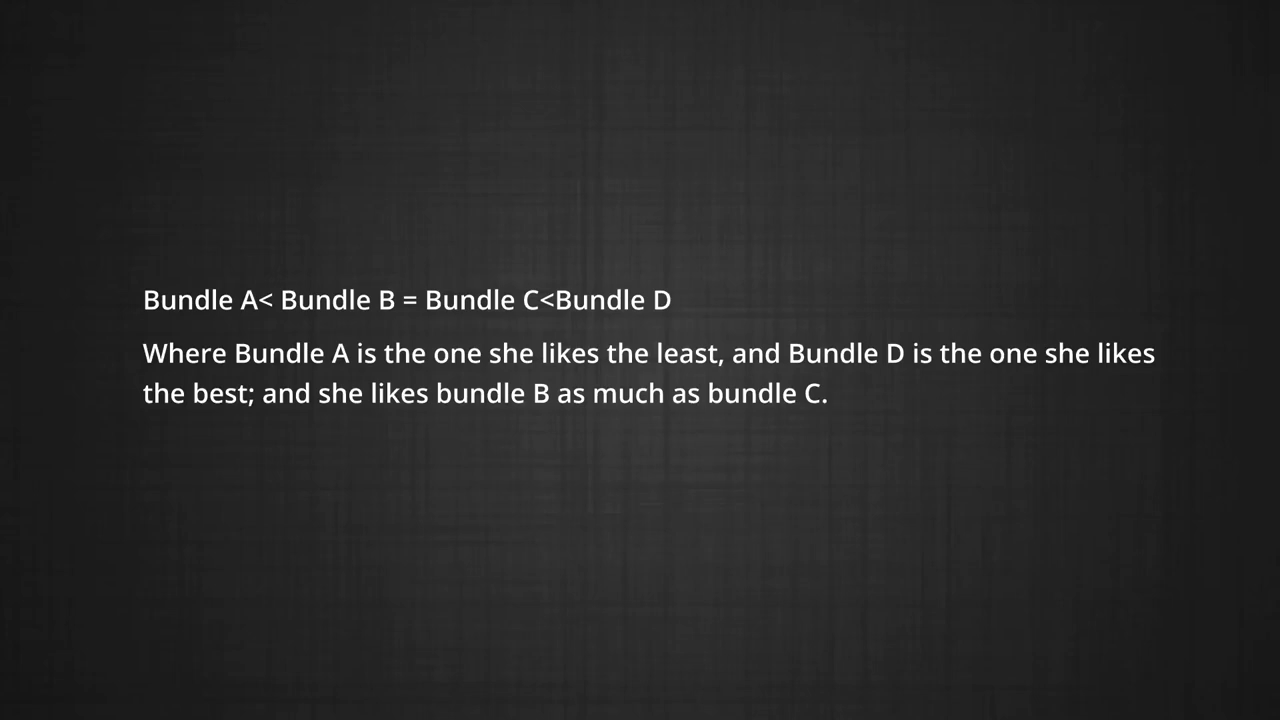 Bundle A< Bundle B = Bundle C<Bundle D
Where Bundle A is the one she likes the least, and Bundle D is the one she likes
the best; and she likes bundle B as much as bundle C.